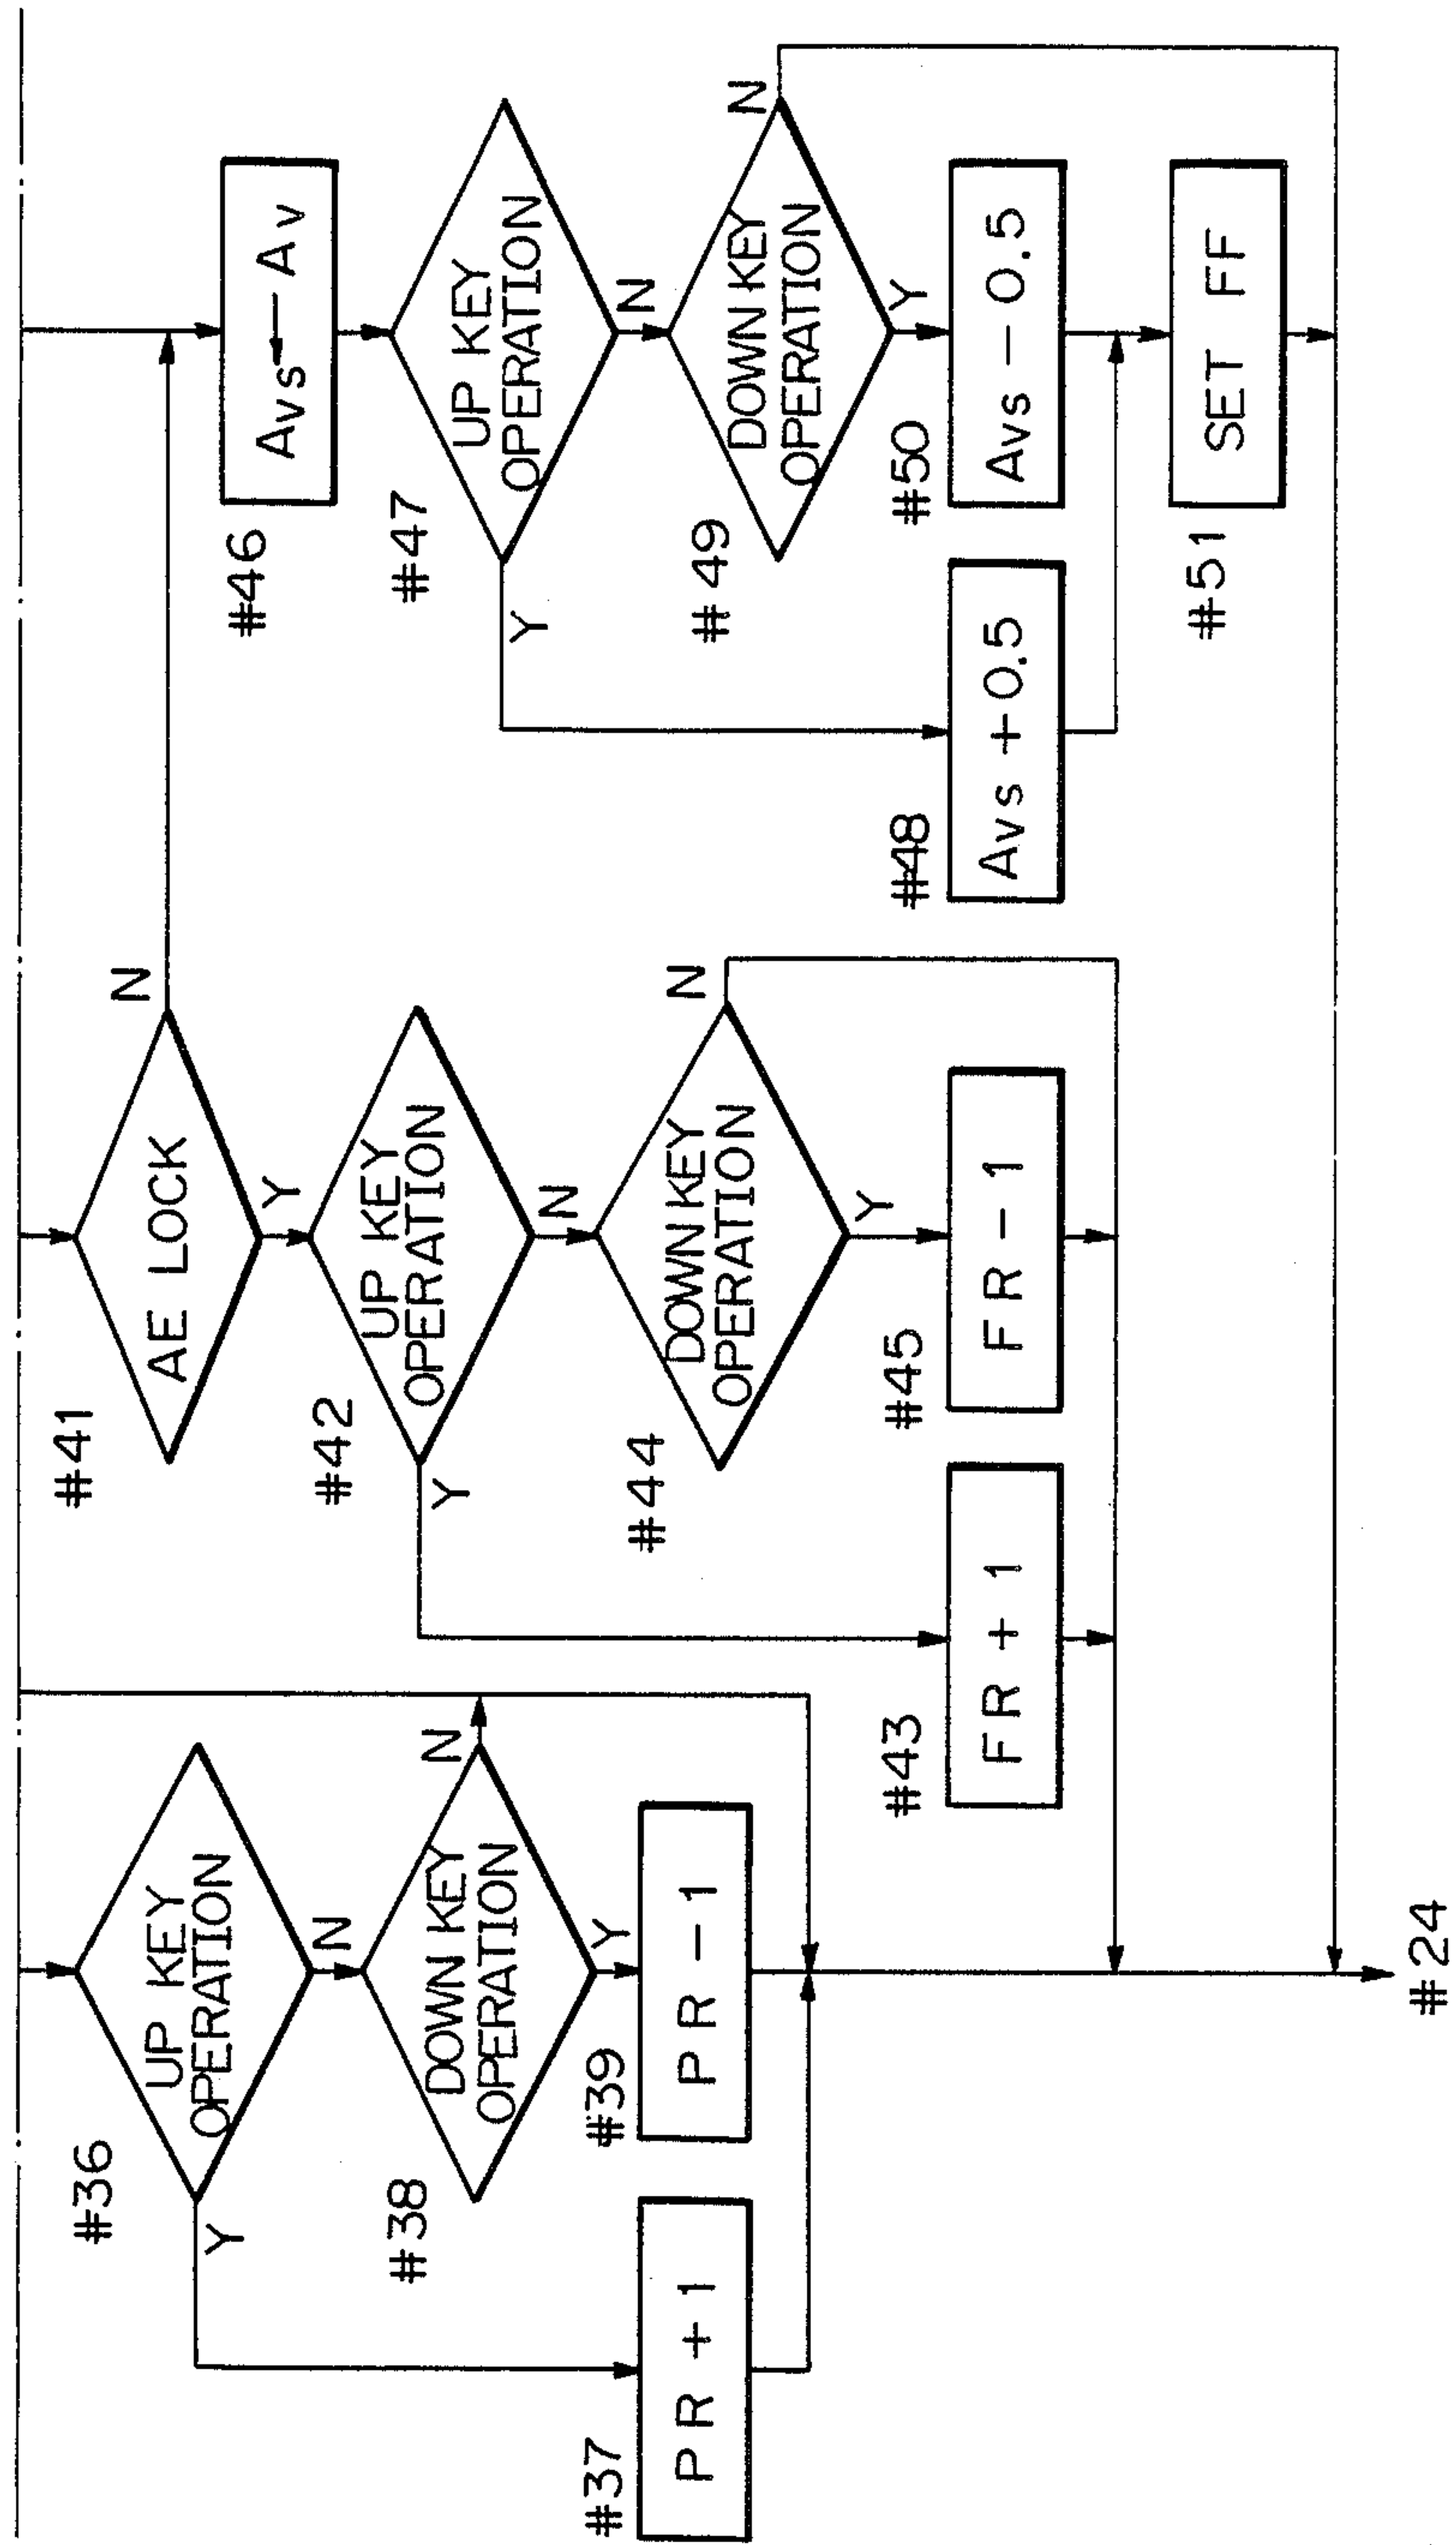 #36
UP KEY
OPERATION
Y
N
#38
DOWN KEY
OPERATION
N
Y
#37
PR + 1
#39
PR - 1
#41
AE LOCK
N
Y
#42
UP KEY
OPERATION
Y
N
#44
DOWN KEY
OPERATION
N
Y
#43
FR + 1
#45
FR - 1
#46
Avs ← Av
#47
UP KEY
OPERATION
Y
N
#49
DOWN KEY
OPERATION
N
Y
#48
Avs + 0.5
#50
Avs - 0.5
#51
SET FF
#24